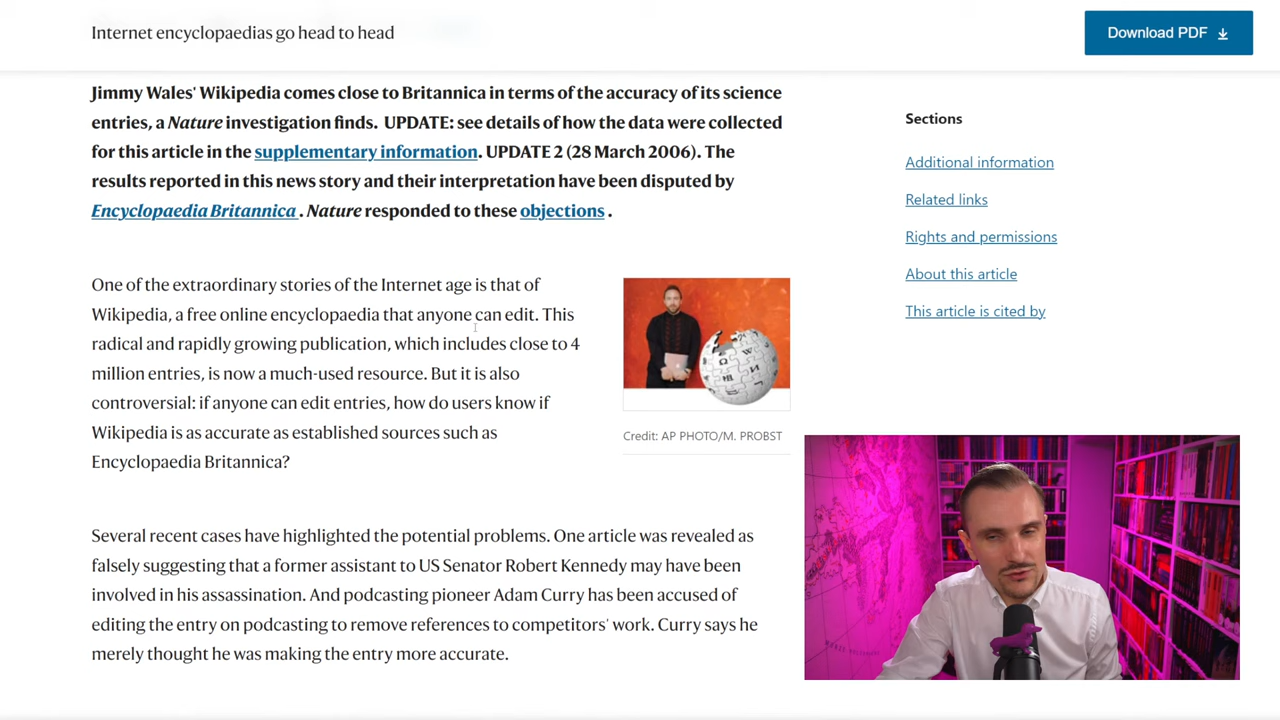 Internet encyclopaedias go head to head
Download PDF
Jimmy Wales' Wikipedia comes close to Britannica in terms of the accuracy of its science
entries, a Nature investigation finds. UPDATE: see details of how the data were collected
for this article in the supplementary information. UPDATE 2 (28 March 2006). The
results reported in this news story and their interpretation have been disputed by
Encyclopaedia Britannica . Nature responded to these objections .
One of the extraordinary stories of the Internet age is that of
Wikipedia, a free online encyclopaedia that anyone can edit. This
radical and rapidly growing publication, which includes close to 4
million entries, is now a much-used resource. But it is also
controversial: if anyone can edit entries, how do users know if
Wikipedia is as accurate as established sources such as
Encyclopaedia Britannica?
Credit: AP PHOTO/M. PROBST
Several recent cases have highlighted the potential problems. One article was revealed as
falsely suggesting that a former assistant to US Senator Robert Kennedy may have been
involved in his assassination. And podcasting pioneer Adam Curry has been accused of
editing the entry on podcasting to remove references to competitors' work. Curry says he
merely thought he was making the entry more accurate.
Sections
Additional information
Related links
Rights and permissions
About this article
This article is cited by